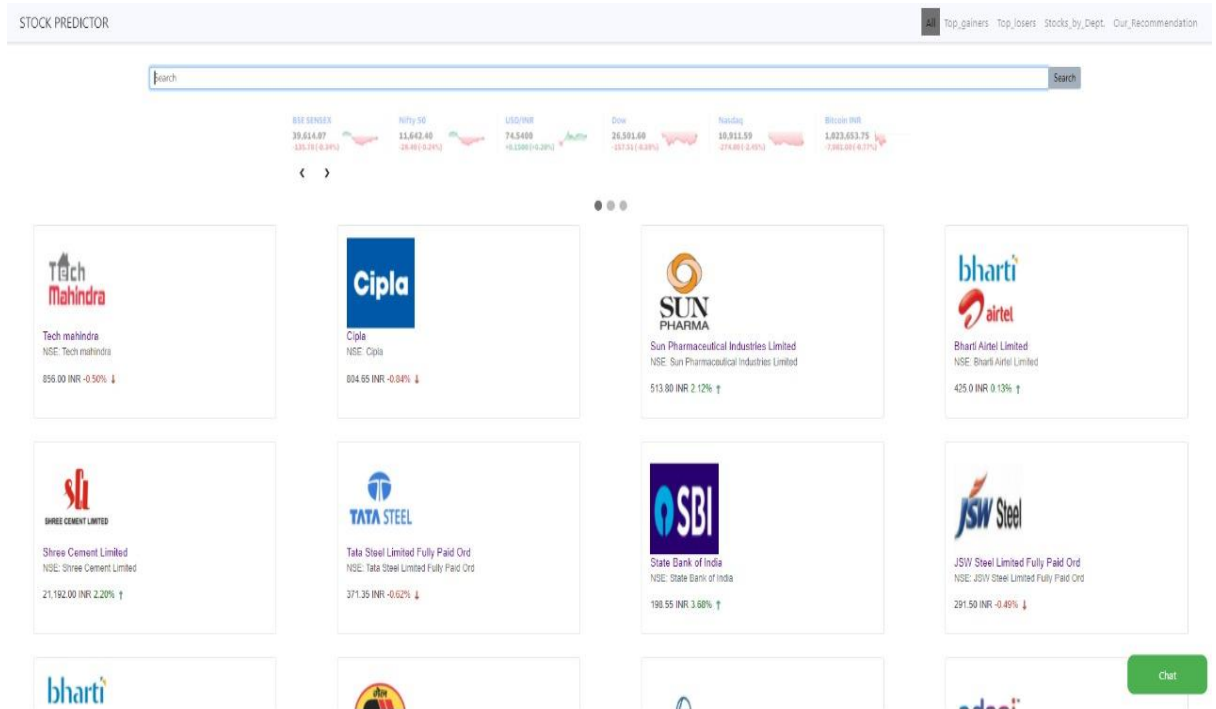 STOCK PREDICTOR
All Top_gainers Top_losers Stocks_by_Dept. Our_Recommendation
Search Search
BSE SENSEX Nifty 50 USD/INR Dow Nasdaq Bitcoin INR
39,614.07 11,642.40 74.5400 26,501.60 10,911.59 1,023,653.75
❮ ❯
Tech Mahindra
Cipla
SUN PHARMA
bharti airtel
Tech mahindra
NSE: Tech mahindra
856.00 INR -0.50% ↓
Cipla
NSE: Cipla
804.65 INR -0.84% ↓
Sun Pharmaceutical Industries Limited
NSE: Sun Pharmaceutical Industries Limited
513.80 INR 2.12% ↑
Bharti Airtel Limited
NSE: Bharti Airtel Limited
425.0 INR 0.13% ↑
SHREE CEMENT LIMITED
TATA STEEL
SBI
JSW Steel
Shree Cement Limited
NSE: Shree Cement Limited
21,192.00 INR 2.20% ↑
Tata Steel Limited Fully Paid Ord
NSE: Tata Steel Limited Fully Paid Ord
371.35 INR -0.62% ↓
State Bank of India
NSE: State Bank of India
198.55 INR 3.68% ↑
JSW Steel Limited Fully Paid Ord
NSE: JSW Steel Limited Fully Paid Ord
291.50 INR -0.49% ↓
Chat
bharti